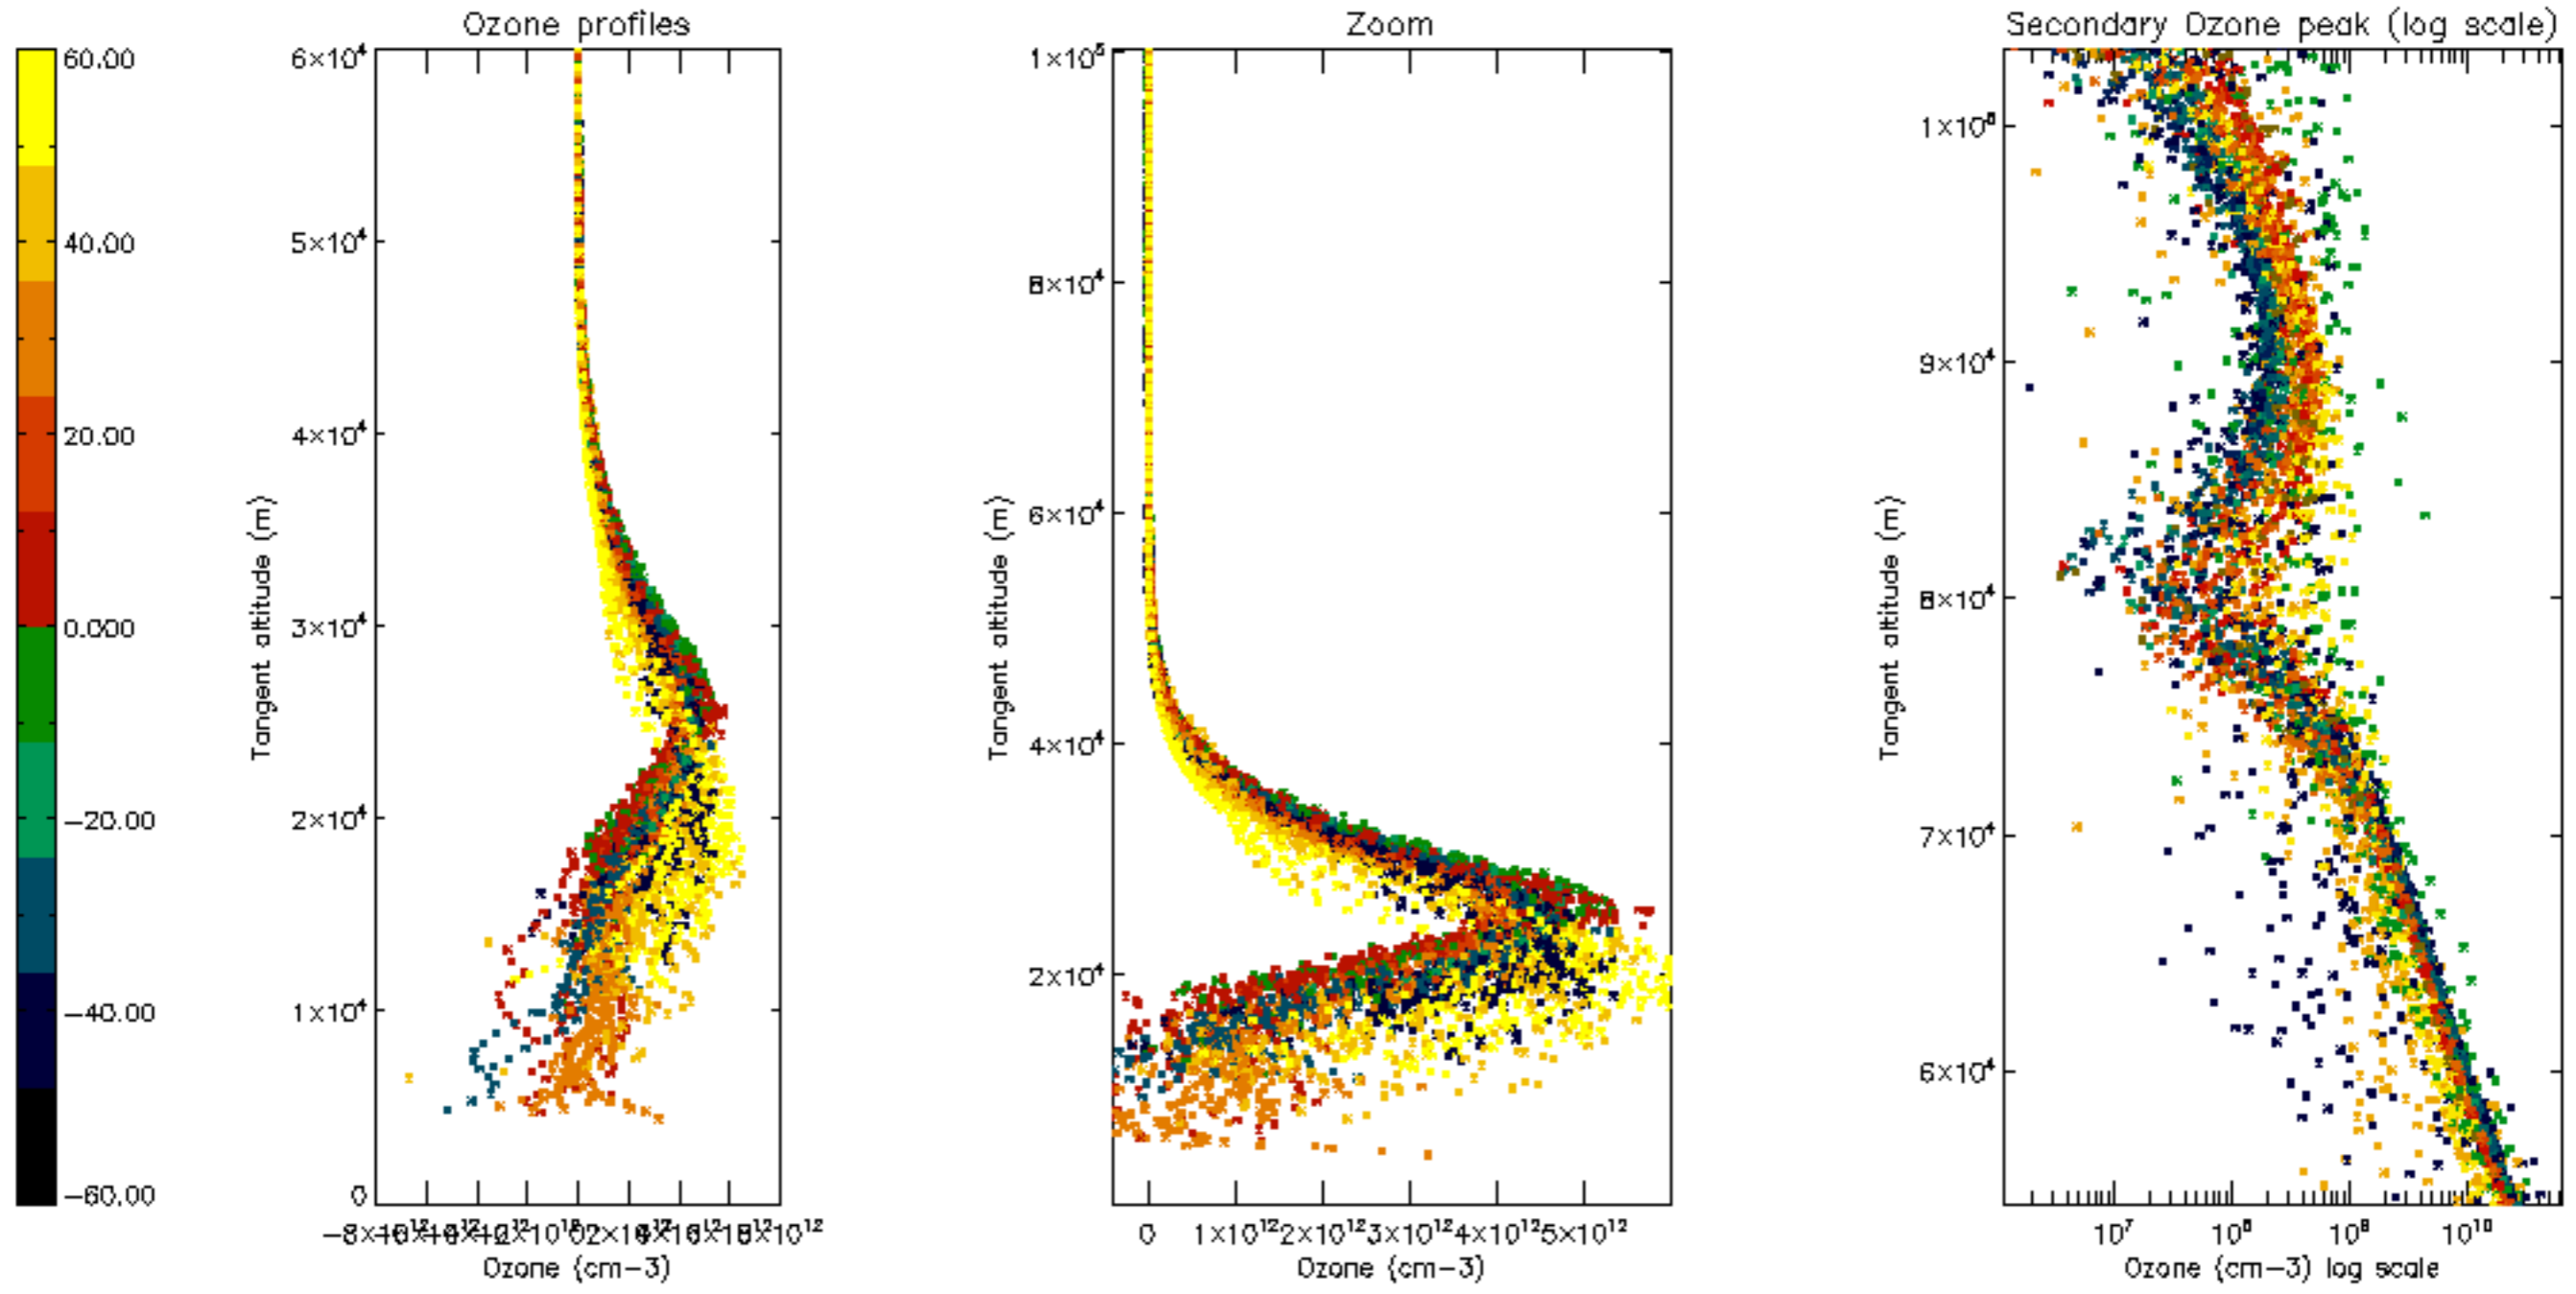 Ozone profiles
Zoom
Secondary Ozone peak (log scale)
60.00
40.00
20.00
0.000
−20.00
−40.00
−60.00
Tangent altitude (m)
6×10⁴
5×10⁴
4×10⁴
3×10⁴
2×10⁴
1×10⁴
0
Ozone (cm−3)
Tangent altitude (m)
1×10⁵
8×10⁴
6×10⁴
4×10⁴
2×10⁴
0 1×10¹² 2×10¹² 3×10¹² 4×10¹² 5×10¹²
Ozone (cm−3)
Tangent altitude (m)
1×10⁵
9×10⁴
8×10⁴
7×10⁴
6×10⁴
10⁷ 10⁸ 10⁹ 10¹⁰
Ozone (cm−3) log scale